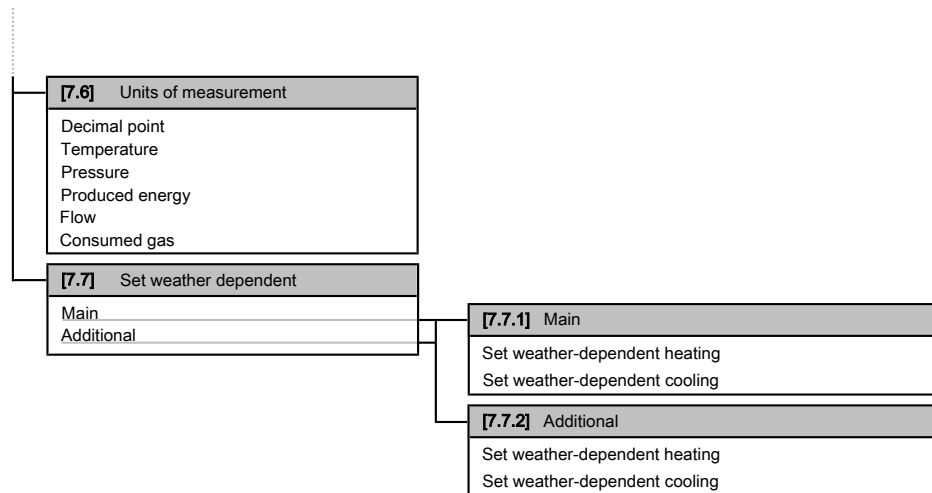 [7.6] Units of measurement
Decimal point
Temperature
Pressure
Produced energy
Flow
Consumed gas
[7.7] Set weather dependent
Main
Additional
[7.7.1] Main
Set weather-dependent heating
Set weather-dependent cooling
[7.7.2] Additional
Set weather-dependent heating
Set weather-dependent cooling